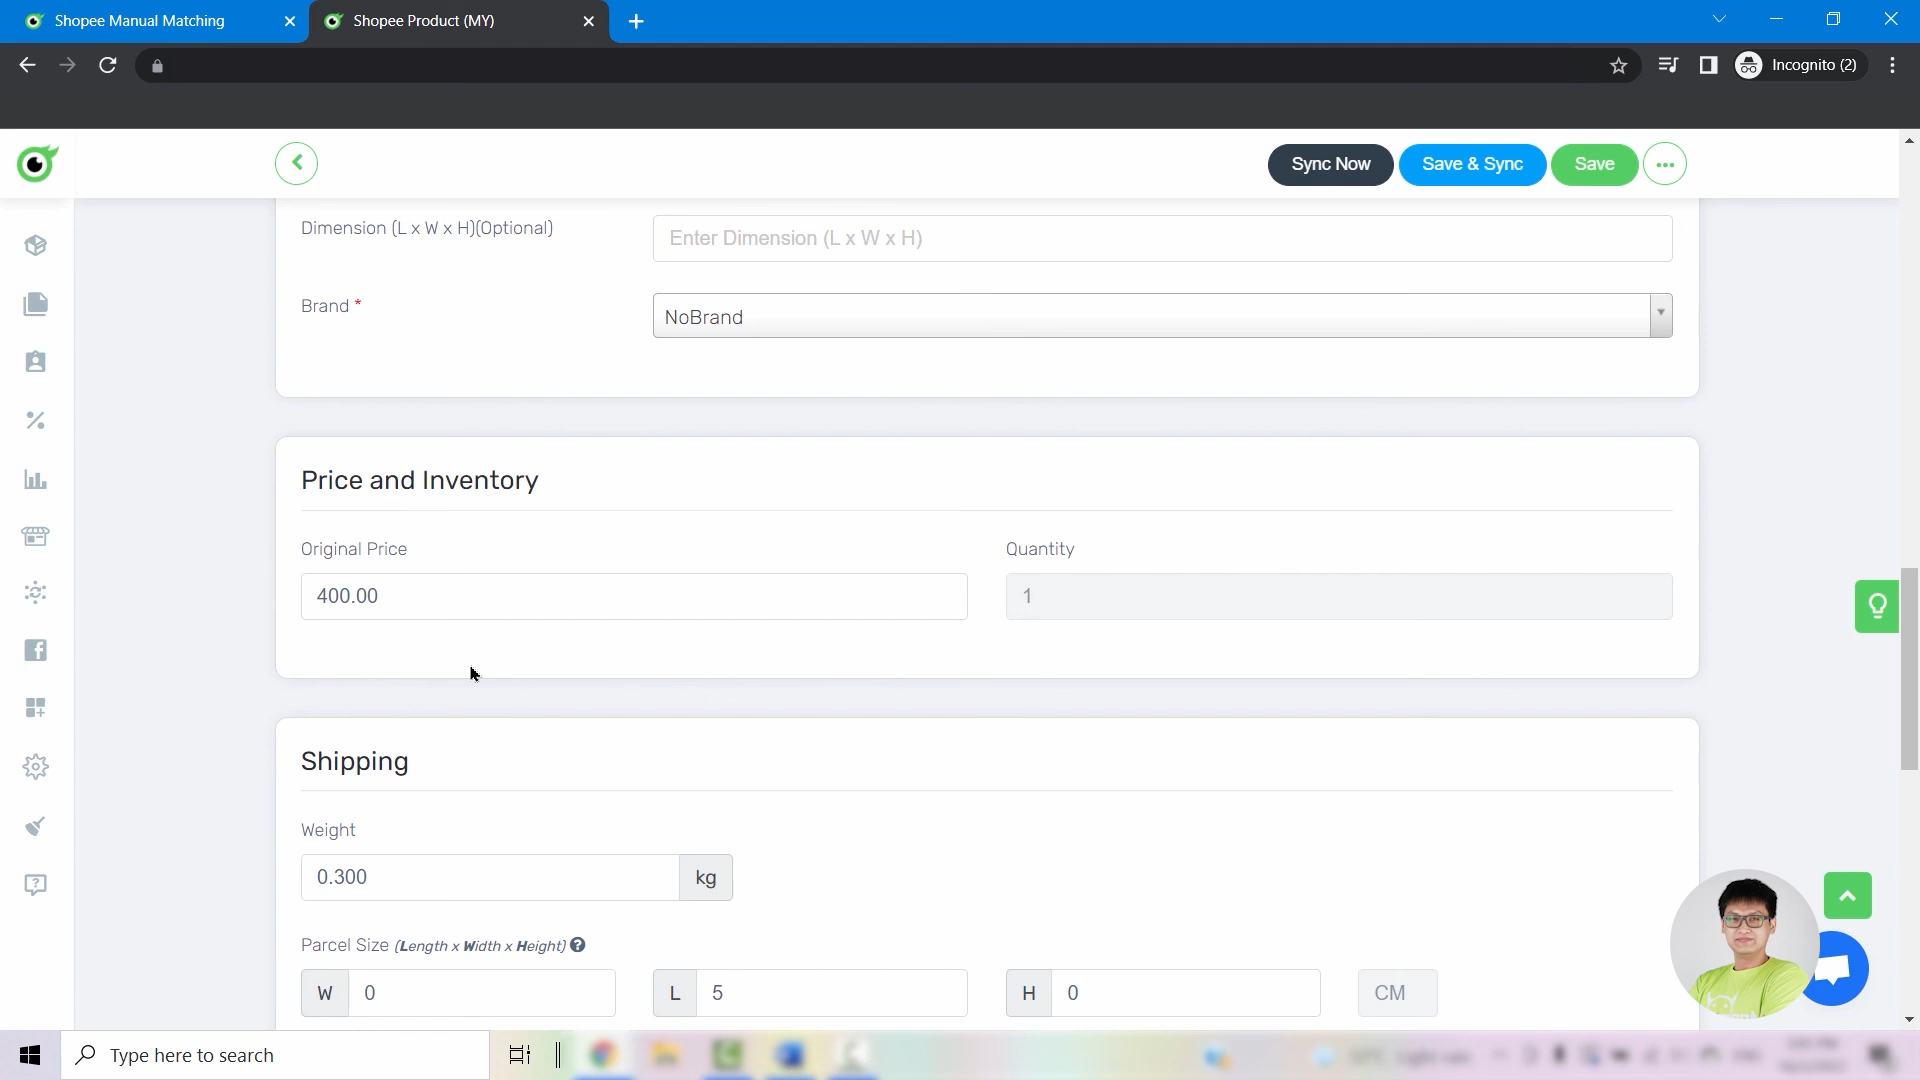 Shopee Manual Matching
Shopee Product (MY)
Incognito (2)
Sync Now
Save & Sync
Save
Dimension (L x W x H)(Optional)
Enter Dimension (L x W x H)
Brand *
NoBrand
Price and Inventory
Original Price
Quantity
400.00
1
Shipping
Weight
0.300
kg
Parcel Size (Length x Width x Height)
W
0
L
5
H
0
CM
Type here to search